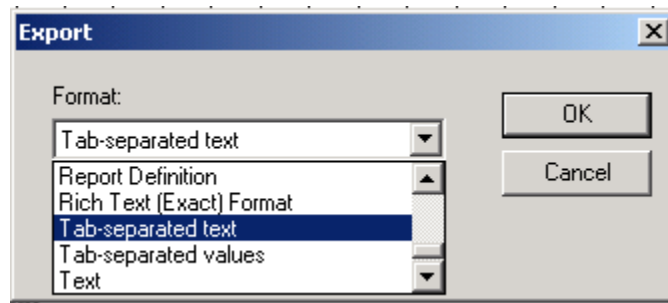 Export
Format:
Tab-separated text
OK
Report Definition
Rich Text (Exact) Format
Tab-separated text
Tab-separated values
Text
Cancel